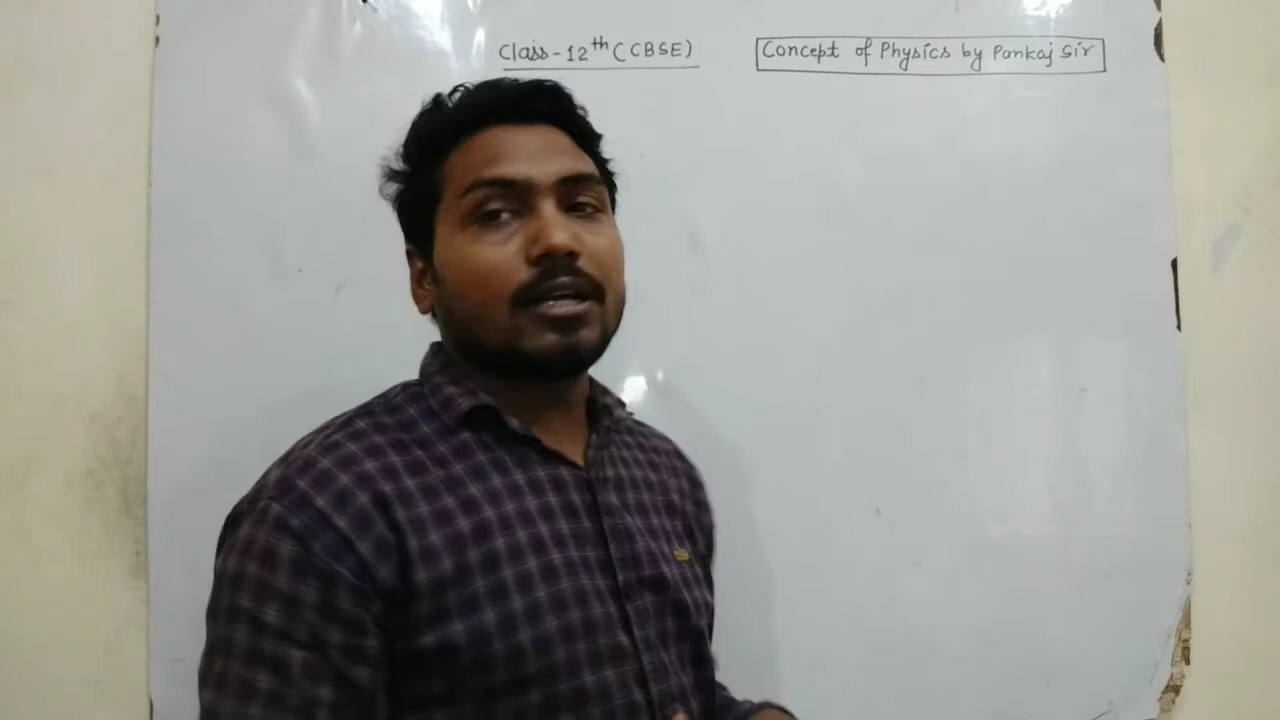 Class-12th (CBSE)
Concept of Physics by Pankaj Sir